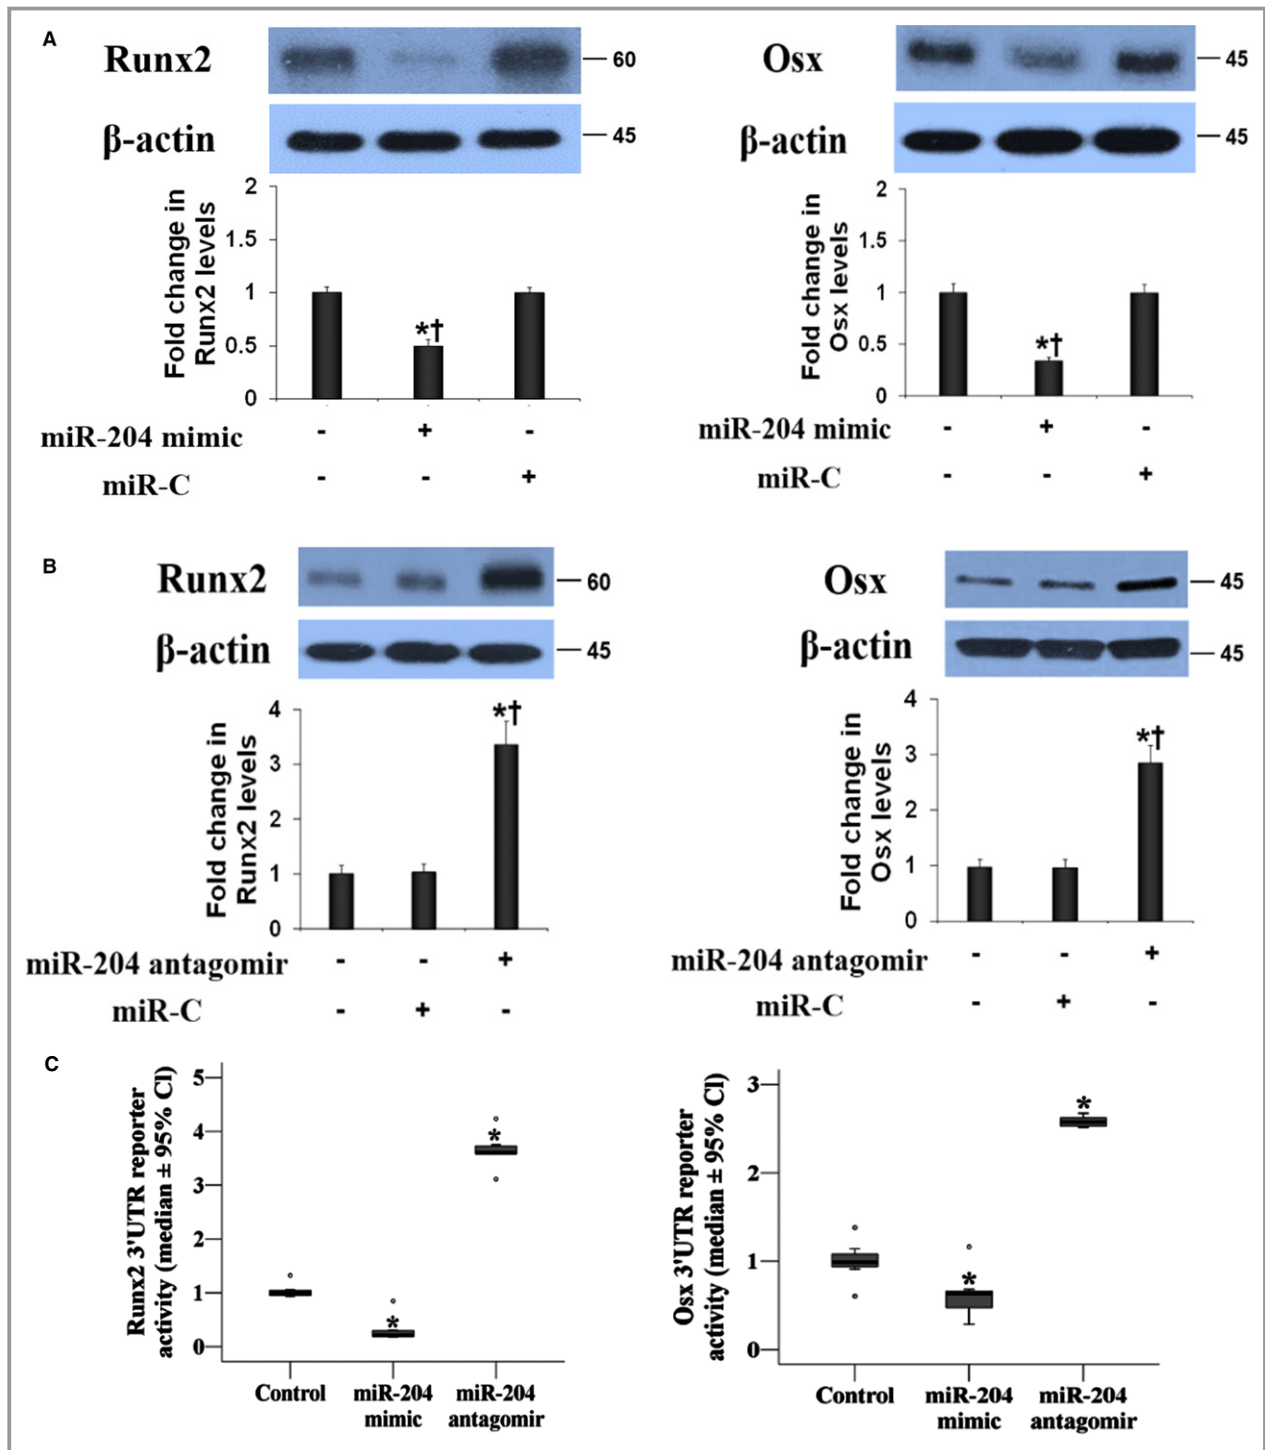 A
Runx2
60
β-actin
45
Fold change in
Runx2 levels
2
1.5
1
0.5
0
*†
miR-204 mimic - + -
miR-C - - +
Osx
45
β-actin
45
Fold change in
Osx levels
2
1.5
1
0.5
0
*†
miR-204 mimic - + -
miR-C - - +
B
Runx2
60
β-actin
45
Fold change in
Runx2 levels
4
3
2
1
0
*†
miR-204 antagomir - - +
miR-C - + -
Osx
45
β-actin
45
Fold change in
Osx levels
4
3
2
1
0
*†
miR-204 antagomir - - +
miR-C - + -
C
Runx2 3'UTR reporter
activity (median ± 95% CI)
5
4
3
2
1
0
*
*
Control miR-204 miR-204
mimic antagomir
Osx 3'UTR reporter
activity (median ± 95% CI)
3
2
1
0
*
*
Control miR-204 miR-204
mimic antagomir